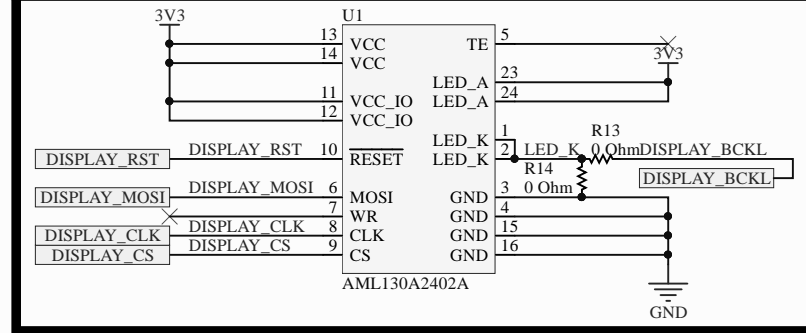 3V3
U1
13 VCC
14 VCC
11 VCC_IO
12 VCC_IO
DISPLAY_RST DISPLAY_RST 10 RESET
DISPLAY_MOSI DISPLAY_MOSI 6 MOSI
7 WR
DISPLAY_CLK DISPLAY_CLK 8 CLK
DISPLAY_CS DISPLAY_CS 9 CS
TE 5
3V3
LED_A 23
LED_A 24
LED_K 1
LED_K 2 LED_K
R13
0 Ohm DISPLAY_BCKL
R14
0 Ohm
DISPLAY_BCKL
GND 3
GND 4
GND 15
GND 16
AML130A2402A
GND